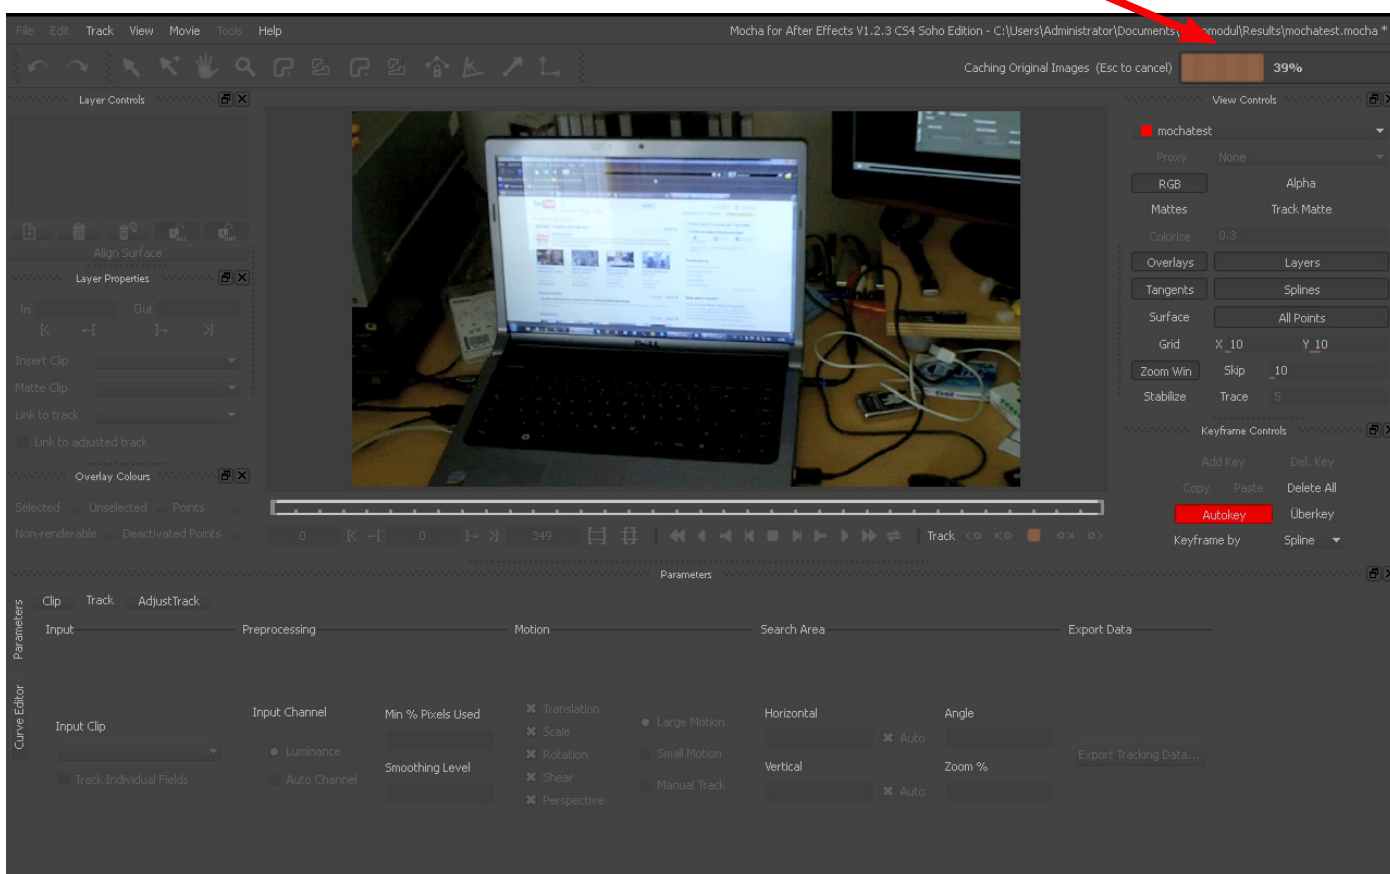 File Edit Track View Movie Tools Help
Mocha for After Effects V1.2.3 CS4 Soho Edition - C:\Users\Administrator\Documents\ modul\Results\mochatest.mocha *
Caching Original Images (Esc to cancel) 39%
Layer Controls
View Controls
mochatest
Proxy None
RGB Alpha
Mattes Track Matte
Colorize 0.3
Align Surface
Overlays Layers
Layer Properties
Tangents Splines
In Out
Surface All Points
Grid X 10 Y 10
Insert Clip
Zoom Win Skip 10
Matte Clip
Stabilize Trace 5
Link to track
Keyframe Controls
Link to adjusted track
Add Key Del. Key
Overlay Colours
Copy Paste Delete All
Selected Unselected Points
Autokey Überkey
Non-renderable Deactivated Points
0 0 349 Track
Keyframe by Spline
DELL
Parameters
Clip Track AdjustTrack
Parameters
Curve Editor
Input Preprocessing Motion Search Area Export Data
Input Clip
Track Individual Fields
Input Channel
Luminance
Auto Channel
Min % Pixels Used
Smoothing Level
Translation
Scale
Rotation
Shear
Perspective
Large Motion
Small Motion
Manual Track
Horizontal
Auto
Vertical
Auto
Angle
Zoom %
Export Tracking Data...